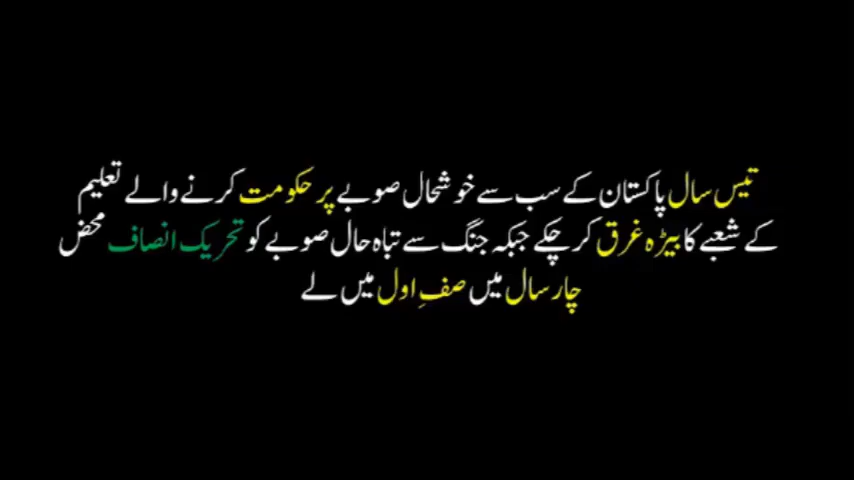 تیس سال پاکستان کے سب سے خوشحال صوبے پر حکومت کرنے والے تعلیم
کے شعبے کا بیڑہ غرق کر چکے جبکہ جنگ سے تباہ حال صوبے کو تحریک انصاف محض
چار سال میں صفِ اول میں لے